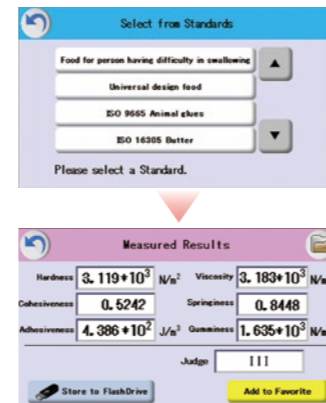 Select from Standards
Food for person having difficulty in swallowing
Universal design food
ISO 9665 Animal glues
ISO 16305 Butter
Please select a Standard.
Measured Results
Hardness 3.119*10³ N/m² Viscosity 3.183*10³ N/m
Cohesiveness 0.5242 Springiness 0.8448
Adhesiveness 4.386*10² J/m³ Gumminess 1.635*10³ N/m
Judge III
Store to FlashDrive Add to Favorite